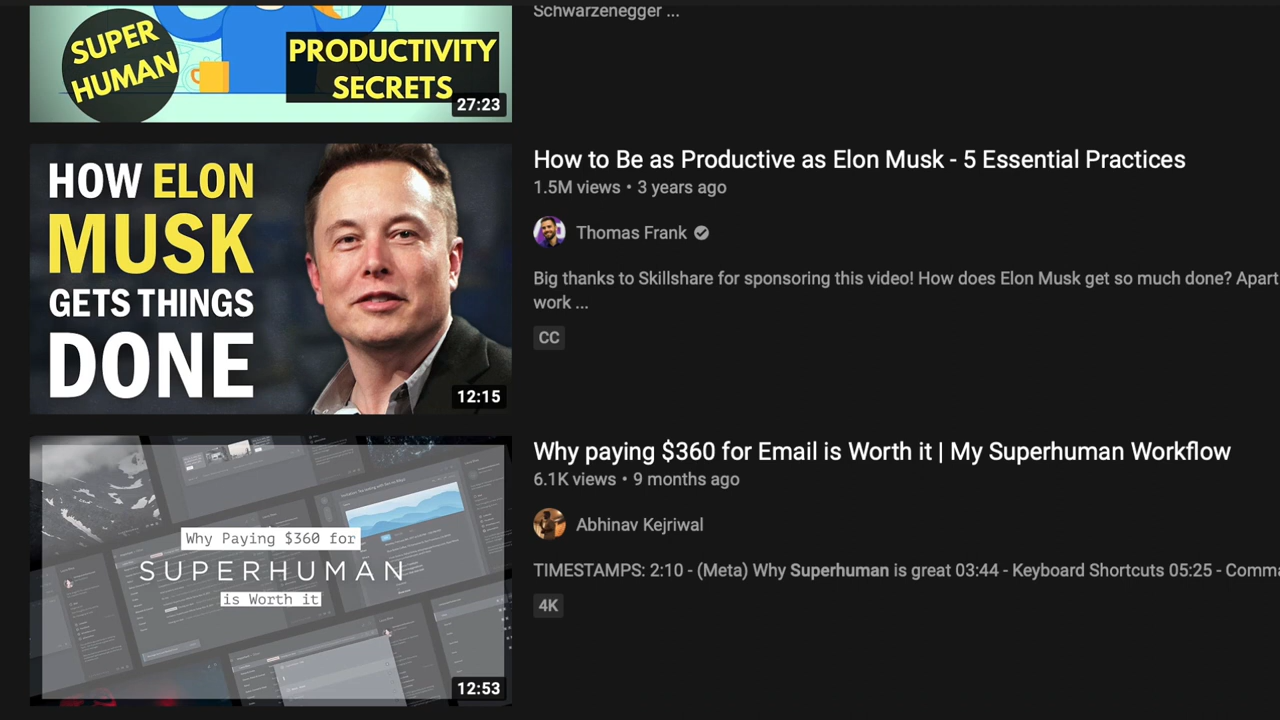 Schwarzenegger ...
SUPER
HUMAN
PRODUCTIVITY
SECRETS
27:23
HOW ELON
MUSK
GETS THINGS
DONE
12:15
How to Be as Productive as Elon Musk - 5 Essential Practices
1.5M views • 3 years ago
Thomas Frank
Big thanks to Skillshare for sponsoring this video! How does Elon Musk get so much done? Apart
work ...
CC
Why Paying $360 for
SUPERHUMAN
is Worth it
12:53
Why paying $360 for Email is Worth it | My Superhuman Workflow
6.1K views • 9 months ago
Abhinav Kejriwal
TIMESTAMPS: 2:10 - (Meta) Why Superhuman is great 03:44 - Keyboard Shortcuts 05:25 - Comma
4K